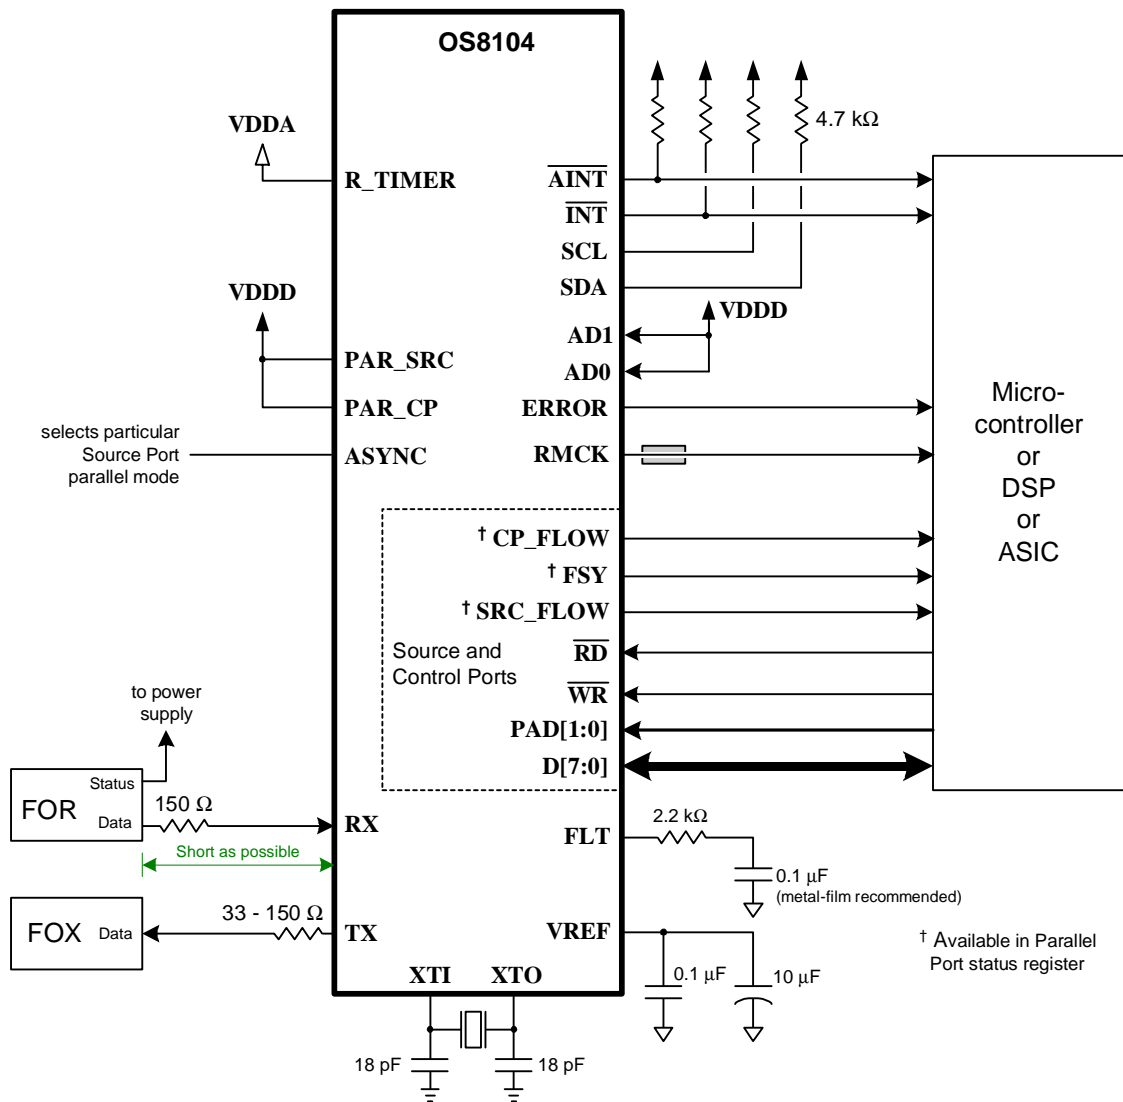 OS8104
VDDA
R_TIMER
VDDD
PAR_SRC
PAR_CP
selects particular
Source Port
parallel mode
ASYNC
4.7 kΩ
AINT
INT
SCL
SDA
VDDD
AD1
AD0
ERROR
RMCK
† CP_FLOW
† FSY
† SRC_FLOW
Source and
Control Ports
RD
WR
PAD[1:0]
D[7:0]
Micro-
controller
or
DSP
or
ASIC
to power
supply
Status
FOR
Data
150 Ω
RX
Short as possible
FOX
Data
33 - 150 Ω
TX
FLT
2.2 kΩ
0.1 µF
(metal-film recommended)
VREF
0.1 µF
10 µF
† Available in Parallel
Port status register
XTI
XTO
18 pF
18 pF